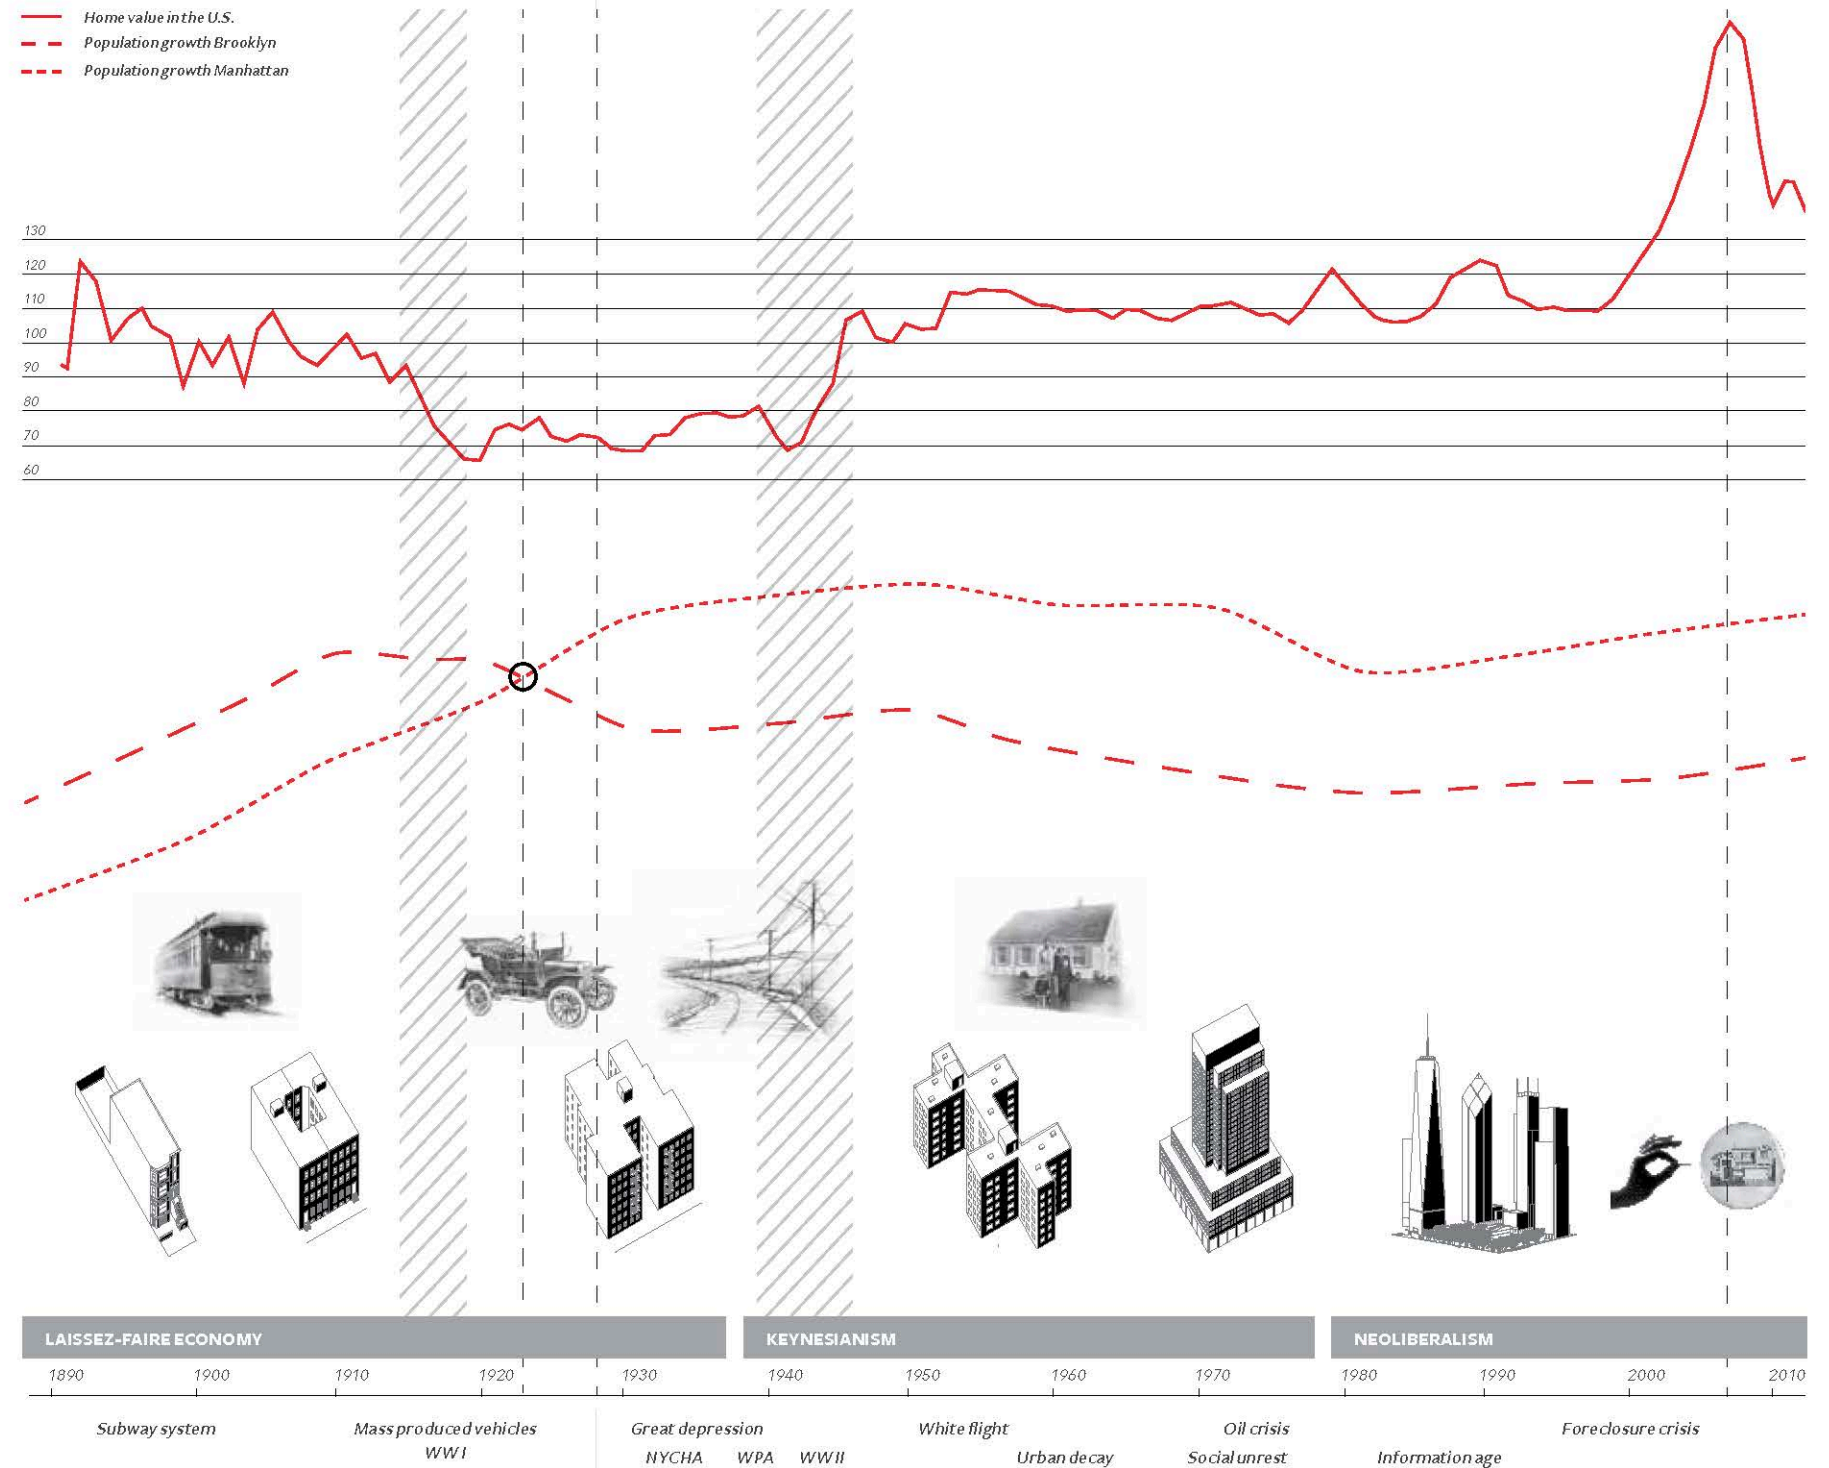 Home value in the U.S.
Population growth Brooklyn
Population growth Manhattan
130
120
110
100
90
80
70
60
LAISSEZ-FAIRE ECONOMY
KEYNESIANISM
NEOLIBERALISM
1890 1900 1910 1920 1930 1940 1950 1960 1970 1980 1990 2000 2010
Subway system Mass produced vehicles Great depression White flight Oil crisis Foreclosure crisis
WW I NYCHA WPA WWII Urban decay Social unrest Information age